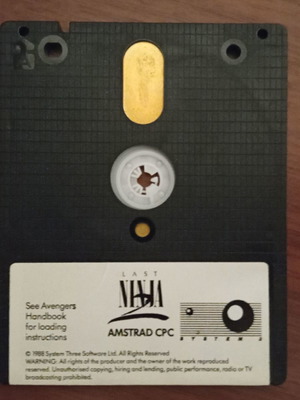 LAST
NINJA
2
AMSTRAD CPC
See Avengers
Handbook
for loading
instructions
SYSTEM 3
© 1988 System Three Software Ltd. All Rights Reserved
WARNING: All rights of the producer and the owner of the work reproduced
reserved. Unauthorised copying, hiring and lending, public performance, radio or TV
broadcasting prohibited.